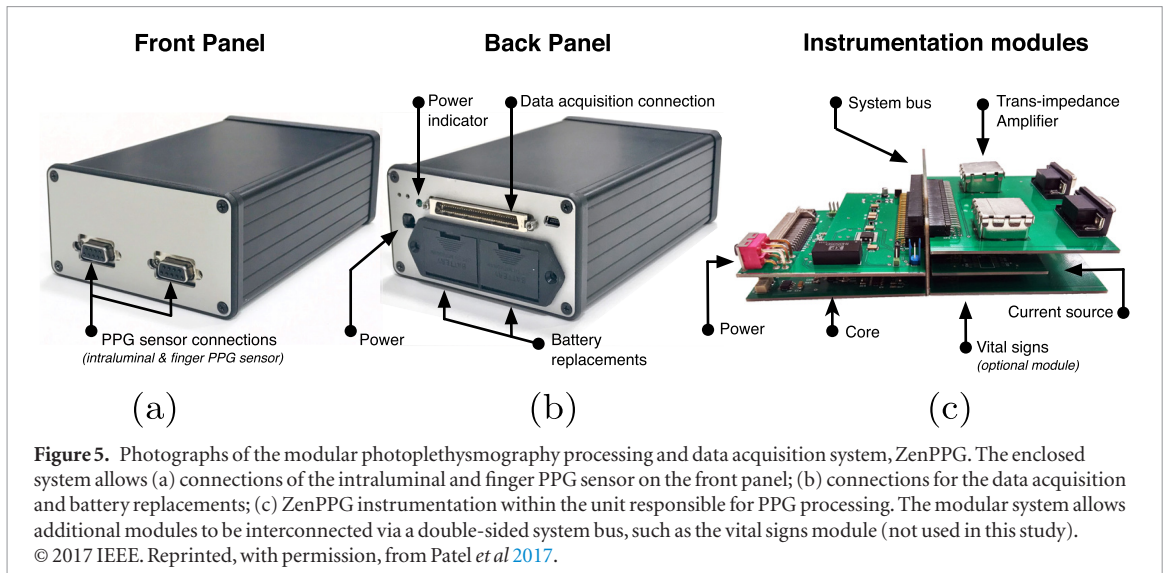 Front Panel
Back Panel
Instrumentation modules
Power
indicator
Data acquisition connection
System bus
Trans-impedance
Amplifier
PPG sensor connections
(intraluminal & finger PPG sensor)
Power
Battery
replacements
Power
Core
Current source
Vital signs
(optional module)
(a)
(b)
(c)
Figure 5. Photographs of the modular photoplethysmography processing and data acquisition system, ZenPPG. The enclosed
system allows (a) connections of the intraluminal and finger PPG sensor on the front panel; (b) connections for the data acquisition
and battery replacements; (c) ZenPPG instrumentation within the unit responsible for PPG processing. The modular system allows
additional modules to be interconnected via a double-sided system bus, such as the vital signs module (not used in this study).
© 2017 IEEE. Reprinted, with permission, from Patel et al 2017.